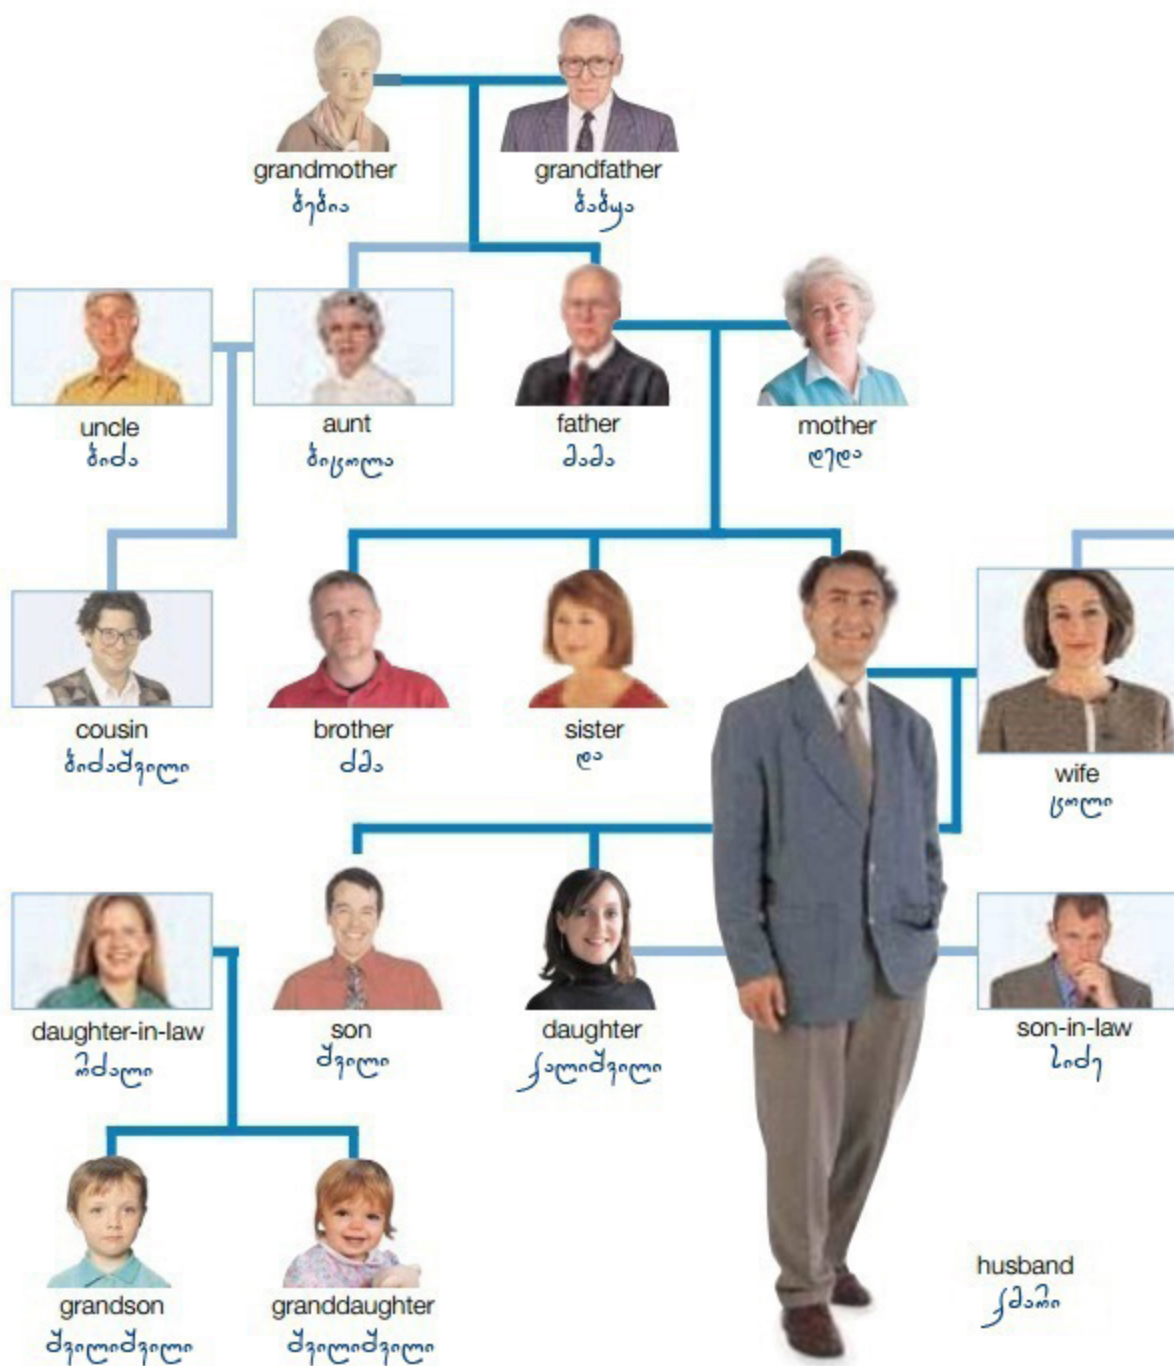 grandmother
ბებია
grandfather
ბაბუა
uncle
ბიძა
aunt
ბიცოლა
father
მამა
mother
დედა
cousin
ბიძაშვილი
brother
ძმა
sister
და
wife
ცოლი
daughter-in-law
რძალი
son
შვილი
daughter
ქალიშვილი
son-in-law
სიძე
grandson
შვილიშვილი
granddaughter
შვილიშვილი
husband
ქმარი